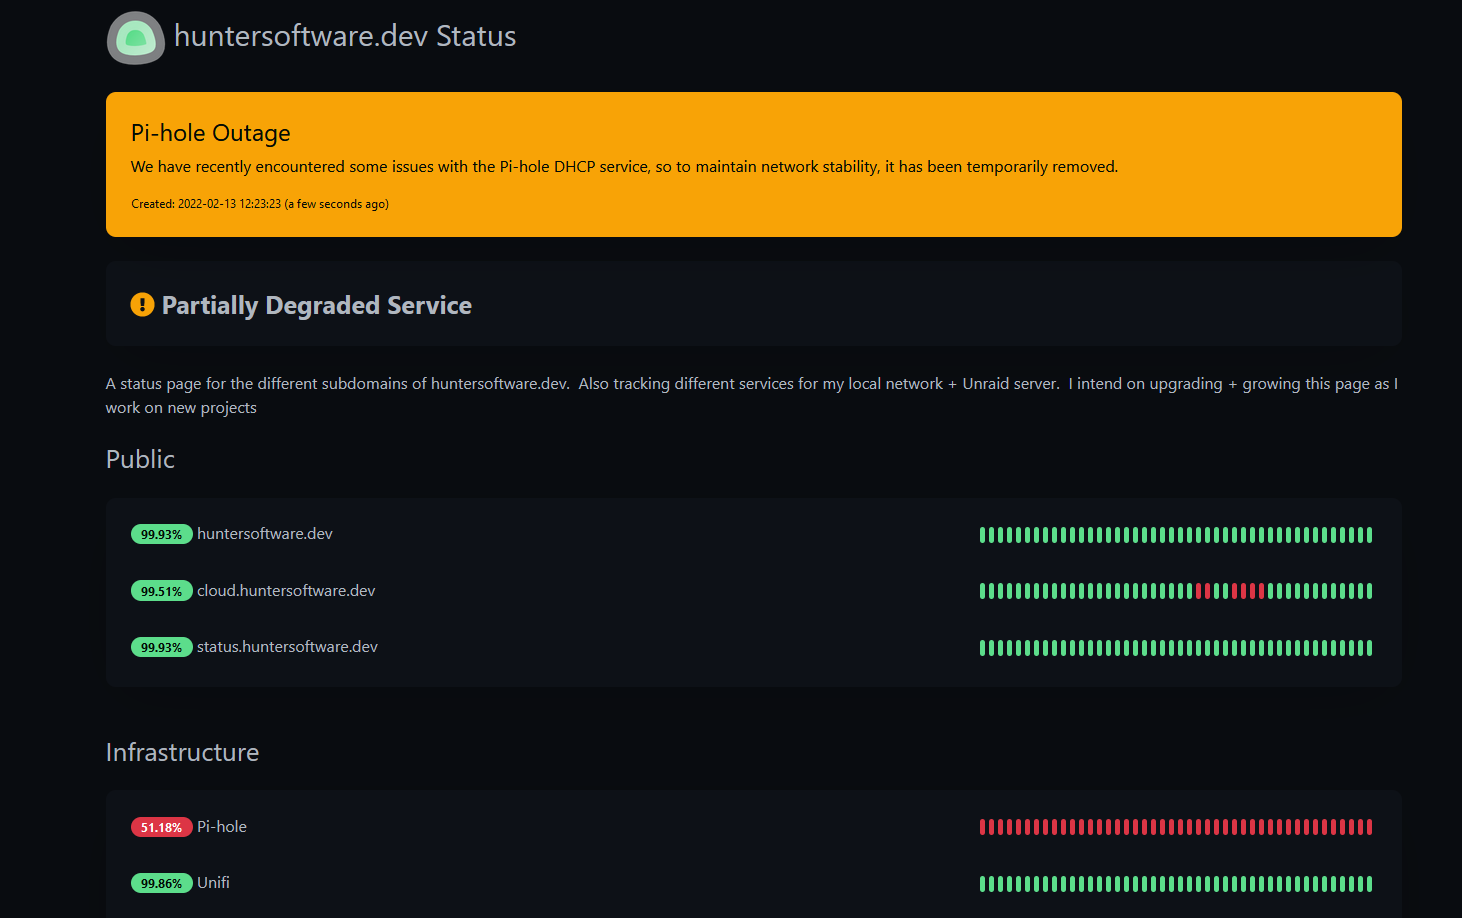 huntersoftware.dev Status
Pi-hole Outage
We have recently encountered some issues with the Pi-hole DHCP service, so to maintain network stability, it has been temporarily removed.
Created: 2022-02-13 12:23:23 (a few seconds ago)
Partially Degraded Service
A status page for the different subdomains of huntersoftware.dev.  Also tracking different services for my local network + Unraid server.  I intend on upgrading + growing this page as I
work on new projects
Public
99.93% huntersoftware.dev
99.51% cloud.huntersoftware.dev
99.93% status.huntersoftware.dev
Infrastructure
51.18% Pi-hole
99.86% Unifi